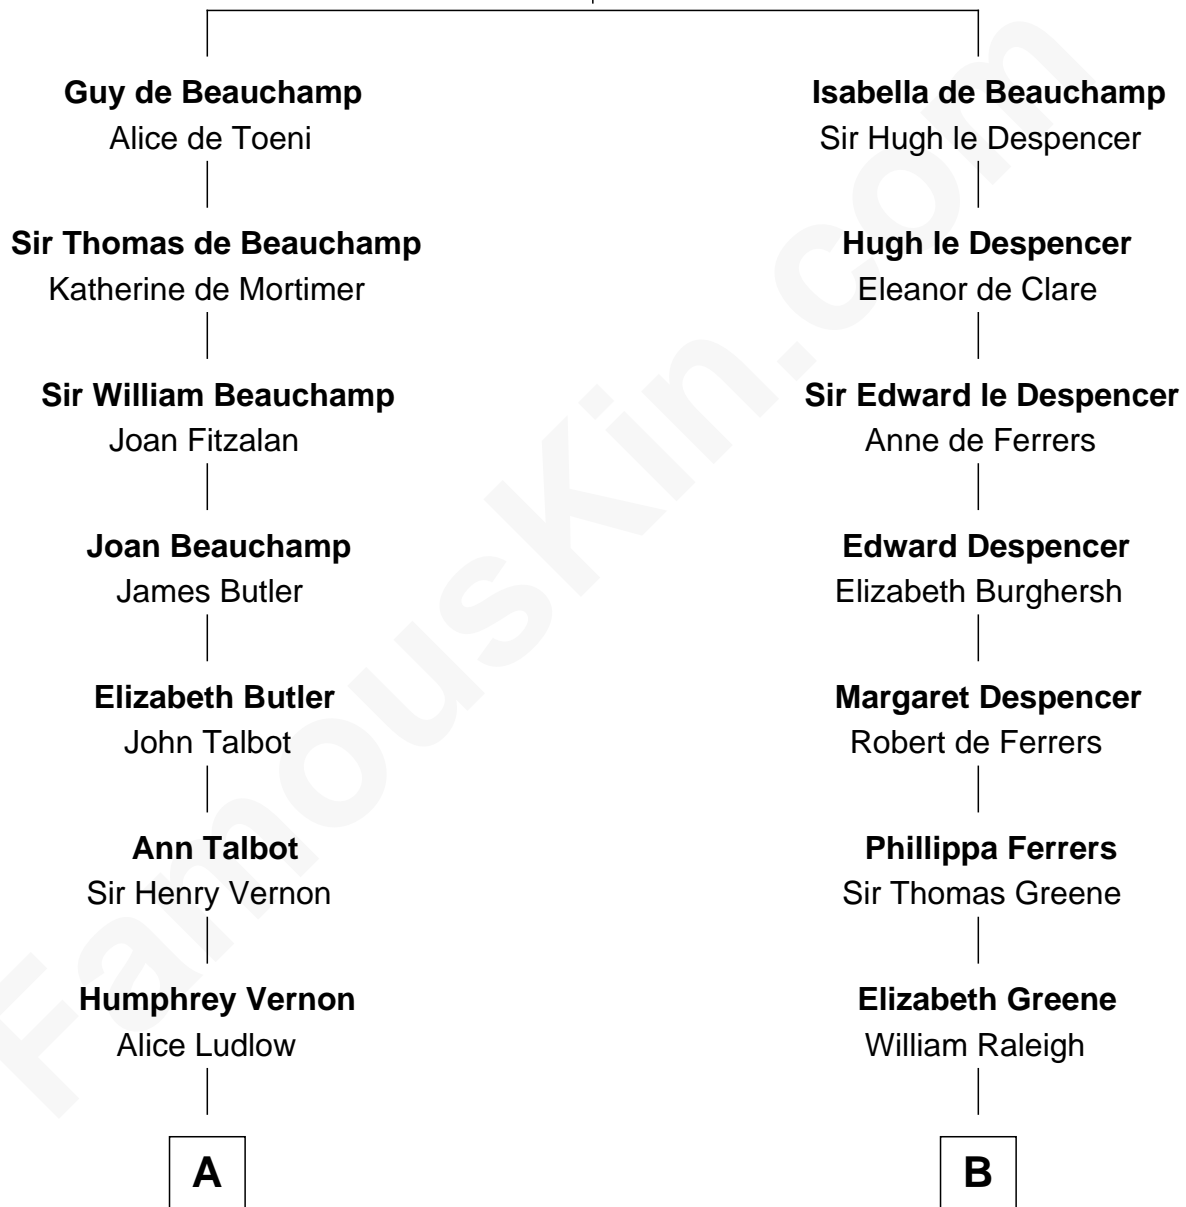 Guy de Beauchamp
Alice de Toeni
Sir Thomas de Beauchamp
Katherine de Mortimer
Sir William Beauchamp
Joan Fitzalan
Joan Beauchamp
James Butler
Elizabeth Butler
John Talbot
Ann Talbot
Sir Henry Vernon
Humphrey Vernon
Alice Ludlow
A
Isabella de Beauchamp
Sir Hugh le Despencer
Hugh le Despencer
Eleanor de Clare
Sir Edward le Despencer
Anne de Ferrers
Edward Despencer
Elizabeth Burghersh
Margaret Despencer
Robert de Ferrers
Phillippa Ferrers
Sir Thomas Greene
Elizabeth Greene
William Raleigh
B
FamousKin.com